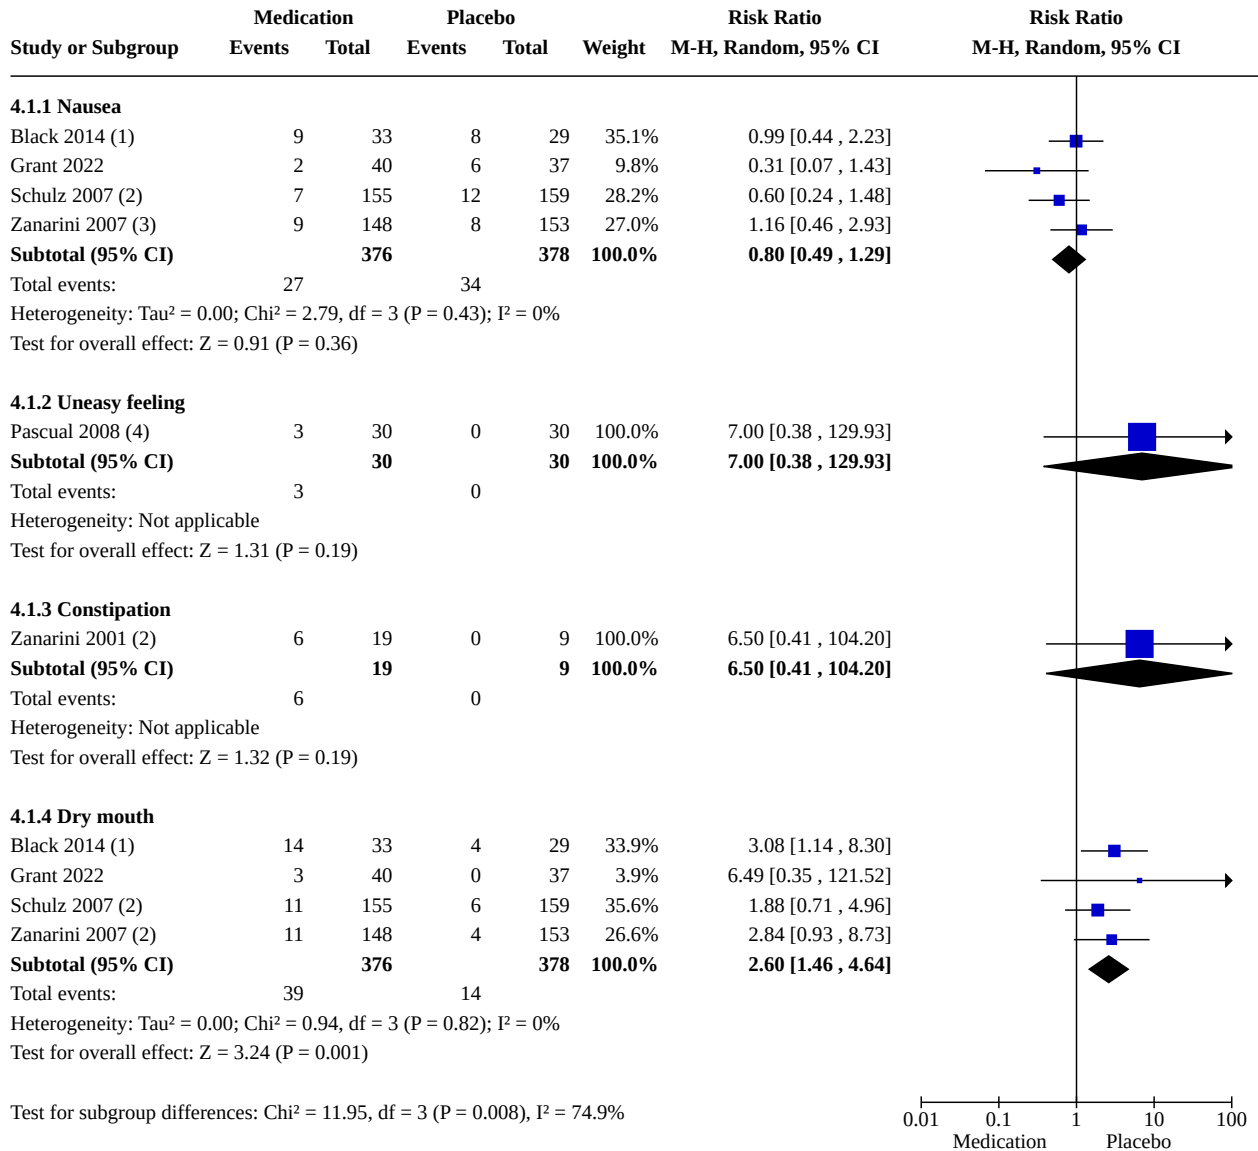 Medication Placebo Risk Ratio Risk Ratio
Study or Subgroup Events Total Events Total Weight M-H, Random, 95% CI M-H, Random, 95% CI
4.1.1 Nausea
Black 2014 (1) 9 33 8 29 35.1% 0.99 [0.44 , 2.23]
Grant 2022 2 40 6 37 9.8% 0.31 [0.07 , 1.43]
Schulz 2007 (2) 7 155 12 159 28.2% 0.60 [0.24 , 1.48]
Zanarini 2007 (3) 9 148 8 153 27.0% 1.16 [0.46 , 2.93]
Subtotal (95% CI) 376 378 100.0% 0.80 [0.49 , 1.29]
Total events: 27 34
Heterogeneity: Tau² = 0.00; Chi² = 2.79, df = 3 (P = 0.43); I² = 0%
Test for overall effect: Z = 0.91 (P = 0.36)
4.1.2 Uneasy feeling
Pascual 2008 (4) 3 30 0 30 100.0% 7.00 [0.38 , 129.93]
Subtotal (95% CI) 30 30 100.0% 7.00 [0.38 , 129.93]
Total events: 3 0
Heterogeneity: Not applicable
Test for overall effect: Z = 1.31 (P = 0.19)
4.1.3 Constipation
Zanarini 2001 (2) 6 19 0 9 100.0% 6.50 [0.41 , 104.20]
Subtotal (95% CI) 19 9 100.0% 6.50 [0.41 , 104.20]
Total events: 6 0
Heterogeneity: Not applicable
Test for overall effect: Z = 1.32 (P = 0.19)
4.1.4 Dry mouth
Black 2014 (1) 14 33 4 29 33.9% 3.08 [1.14 , 8.30]
Grant 2022 3 40 0 37 3.9% 6.49 [0.35 , 121.52]
Schulz 2007 (2) 11 155 6 159 35.6% 1.88 [0.71 , 4.96]
Zanarini 2007 (2) 11 148 4 153 26.6% 2.84 [0.93 , 8.73]
Subtotal (95% CI) 376 378 100.0% 2.60 [1.46 , 4.64]
Total events: 39 14
Heterogeneity: Tau² = 0.00; Chi² = 0.94, df = 3 (P = 0.82); I² = 0%
Test for overall effect: Z = 3.24 (P = 0.001)
Test for subgroup differences: Chi² = 11.95, df = 3 (P = 0.008), I² = 74.9%
0.01 0.1 1 10 100
Medication Placebo